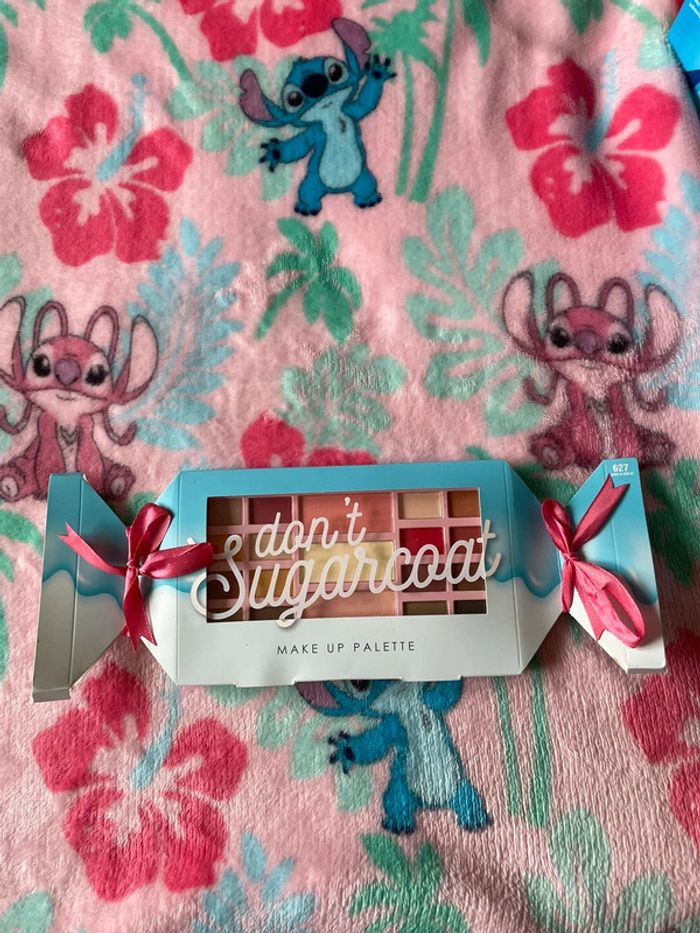 627
don't
Sugarcoat
MAKE UP PALETTE